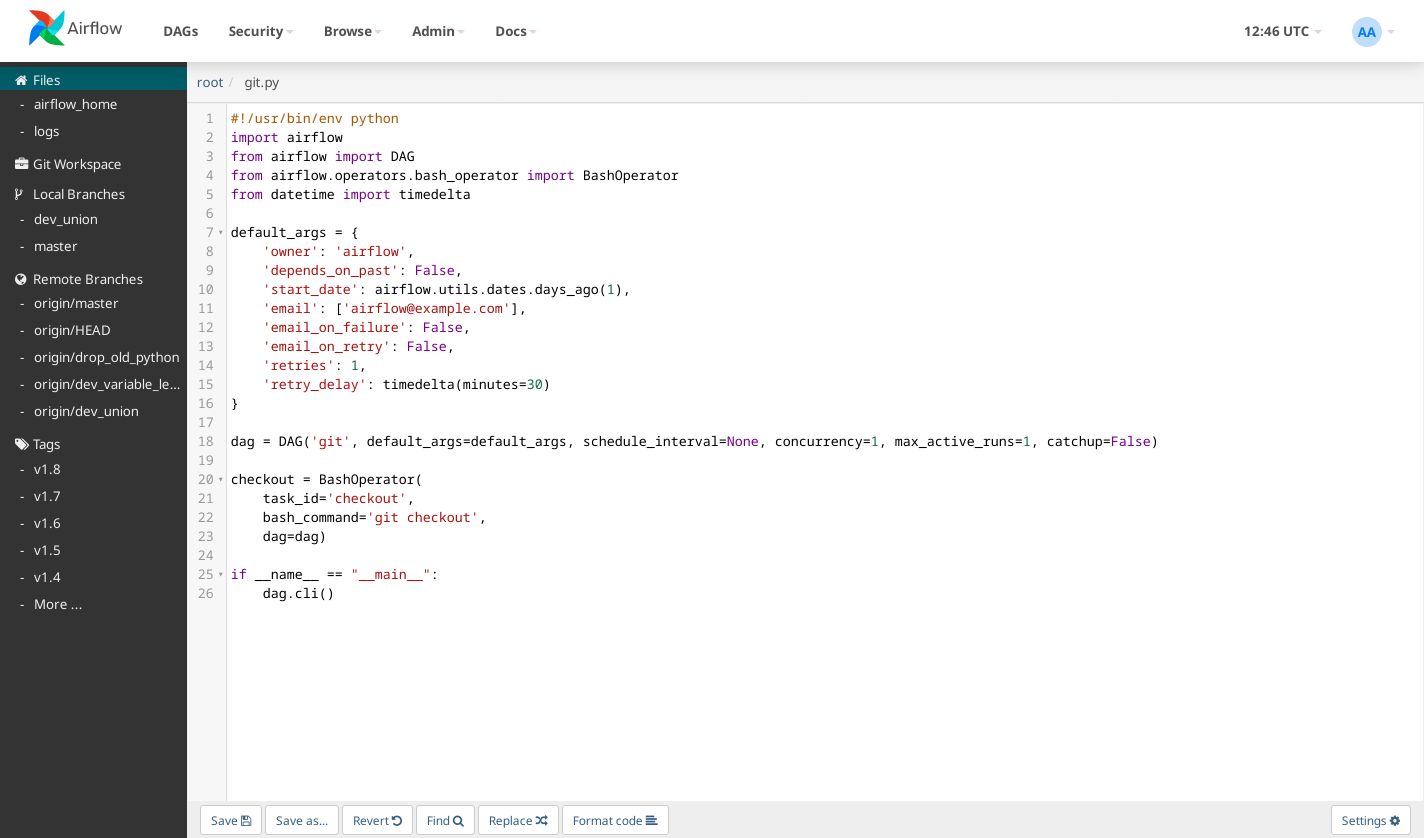 Airflow DAGs Security Browse Admin Docs 12:46 UTC AA
Files
- airflow_home
- logs
Git Workspace
Local Branches
- dev_union
- master
Remote Branches
- origin/master
- origin/HEAD
- origin/drop_old_python
- origin/dev_variable_le...
- origin/dev_union
Tags
- v1.8
- v1.7
- v1.6
- v1.5
- v1.4
- More ...
root / git.py
1 #!/usr/bin/env python
2 import airflow
3 from airflow import DAG
4 from airflow.operators.bash_operator import BashOperator
5 from datetime import timedelta
6
7 default_args = {
8     'owner': 'airflow',
9     'depends_on_past': False,
10     'start_date': airflow.utils.dates.days_ago(1),
11     'email': ['airflow@example.com'],
12     'email_on_failure': False,
13     'email_on_retry': False,
14     'retries': 1,
15     'retry_delay': timedelta(minutes=30)
16 }
17
18 dag = DAG('git', default_args=default_args, schedule_interval=None, concurrency=1, max_active_runs=1, catchup=False)
19
20 checkout = BashOperator(
21     task_id='checkout',
22     bash_command='git checkout',
23     dag=dag)
24
25 if __name__ == "__main__":
26     dag.cli()
Save Save as... Revert Find Replace Format code Settings